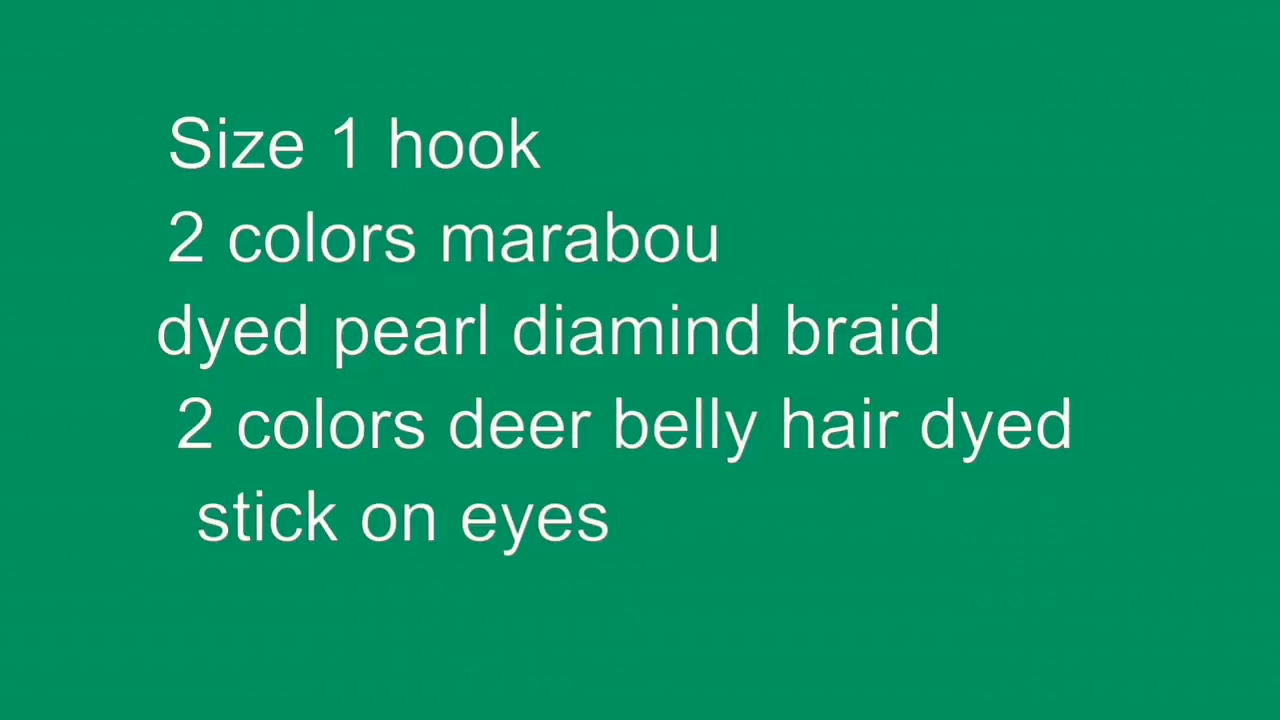 Size 1 hook
2 colors marabou
dyed pearl diamind braid
2 colors deer belly hair dyed
stick on eyes